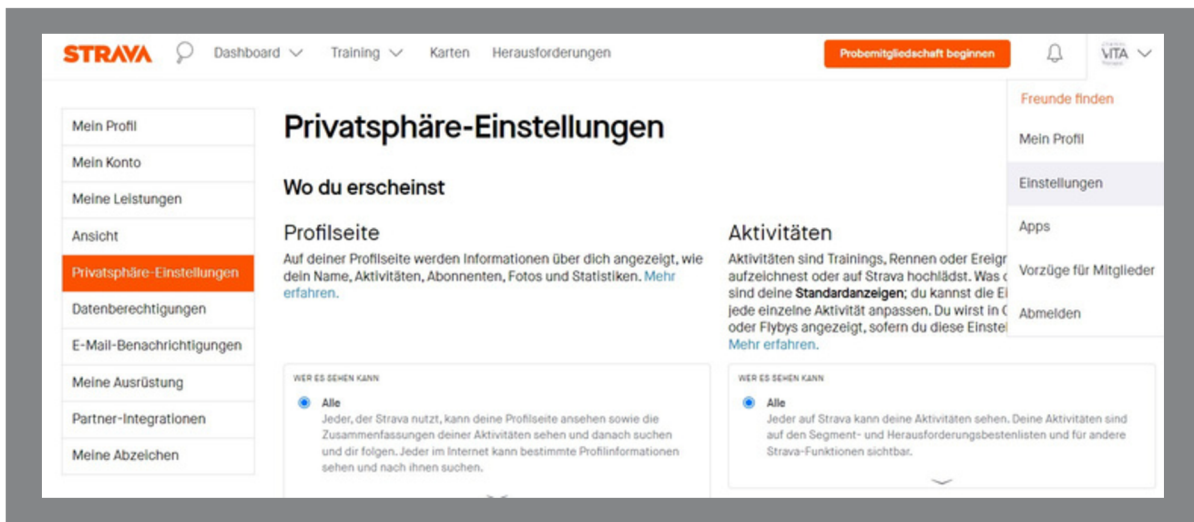 STRAVA Dashboard Training Karten Herausforderungen Probemitgliedschaft beginnen VITA
Mein Profil
Mein Konto
Meine Leistungen
Ansicht
Privatsphäre-Einstellungen
Datenberechtigungen
E-Mail-Benachrichtigungen
Meine Ausrüstung
Partner-Integrationen
Meine Abzeichen
Privatsphäre-Einstellungen
Wo du erscheinst
Profilseite
Auf deiner Profilseite werden Informationen über dich angezeigt, wie
dein Name, Aktivitäten, Abonnenten, Fotos und Statistiken. Mehr
erfahren.
WER ES SEHEN KANN
Alle
Jeder, der Strava nutzt, kann deine Profilseite ansehen sowie die
Zusammenfassungen deiner Aktivitäten sehen und danach suchen
und dir folgen. Jeder im Internet kann bestimmte Profilinformationen
sehen und nach ihnen suchen.
Aktivitäten
Aktivitäten sind Trainings, Rennen oder
aufzeichnest oder auf Strava hochlädst. Was
sind deine Standardanzeigen; du kannst die
jede einzelne Aktivität anpassen. Du wirst in
oder Flybys angezeigt, sofern du diese
Mehr erfahren.
WER ES SEHEN KANN
Alle
Jeder auf Strava kann deine Aktivitäten sehen. Deine Aktivitäten sind
auf den Segment- und Herausforderungsbestenlisten und für andere
Strava-Funktionen sichtbar.
Freunde finden
Mein Profil
Einstellungen
Apps
Vorzüge für Mitglieder
Abmelden